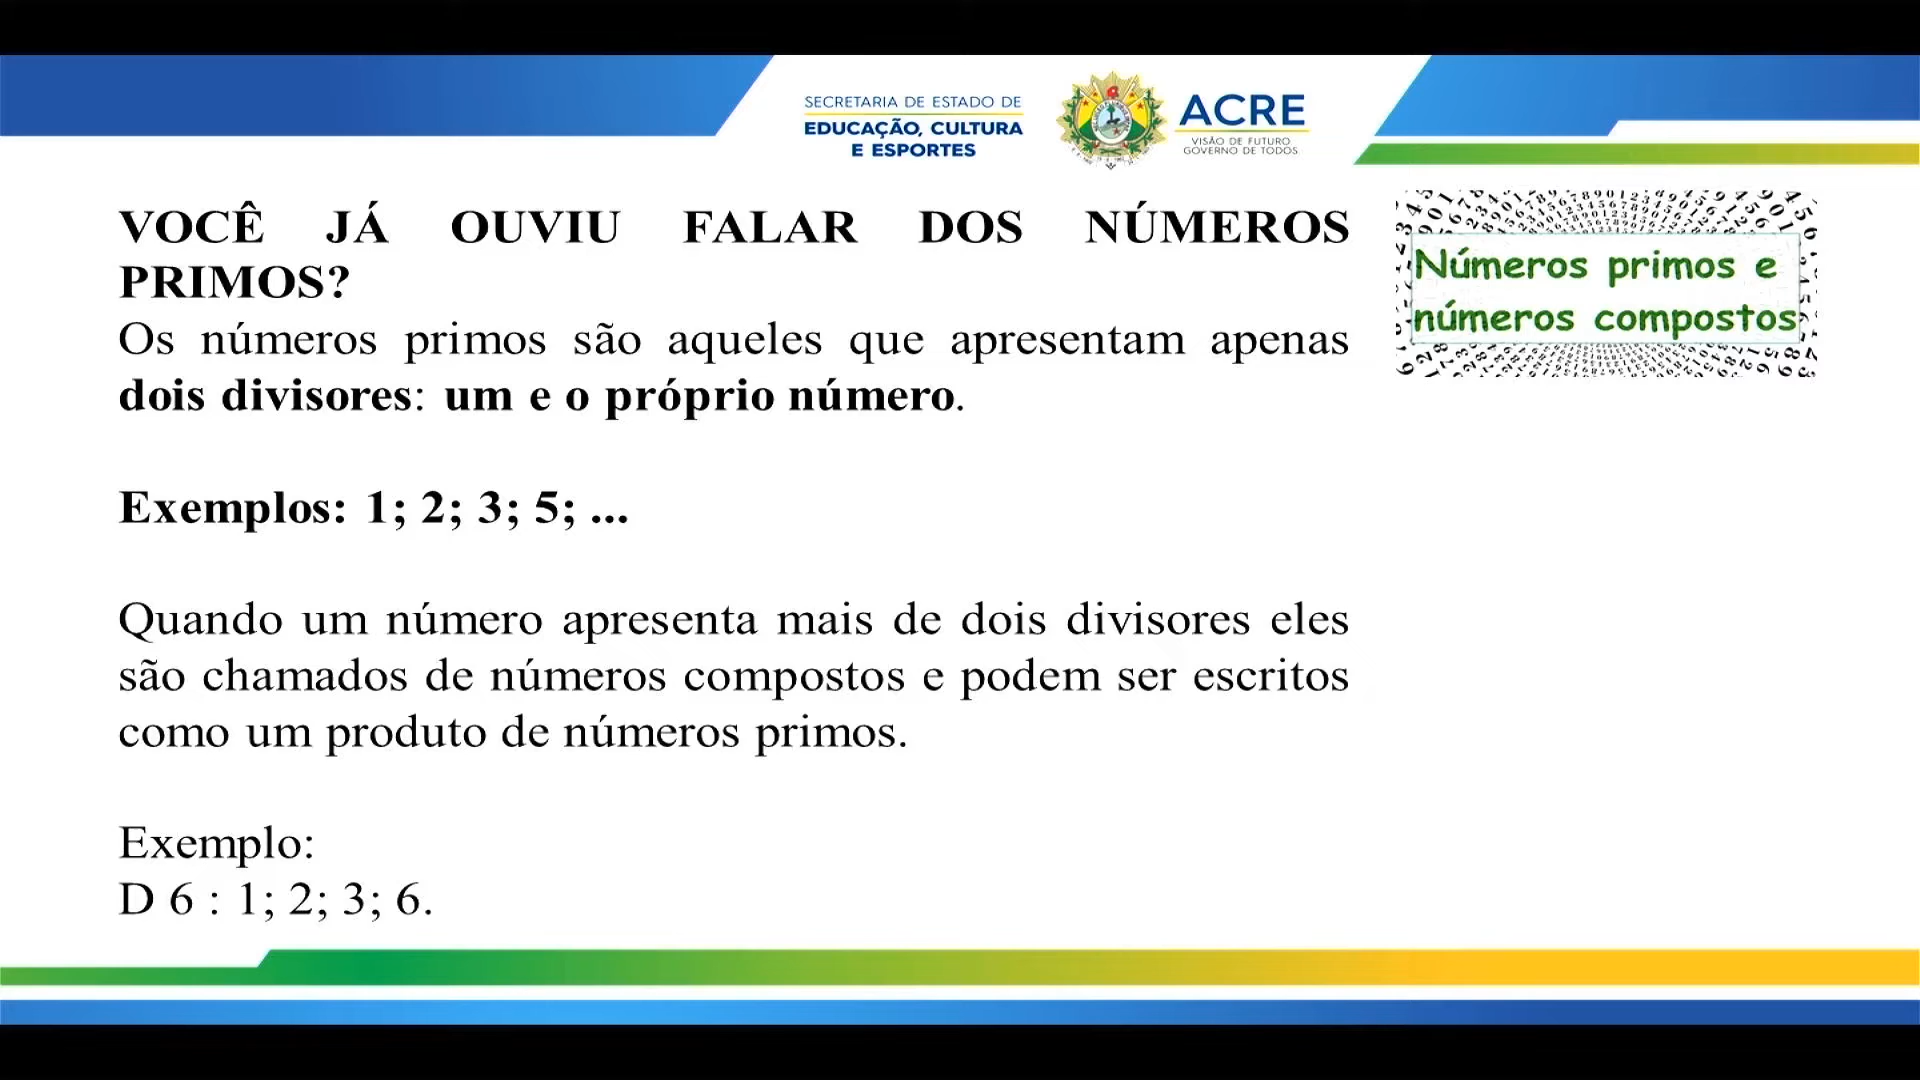 SECRETARIA DE ESTADO DE
EDUCAÇÃO, CULTURA
E ESPORTES
ACRE
VISÃO DE FUTURO
GOVERNO DE TODOS
VOCÊ JÁ OUVIU FALAR DOS NÚMEROS
PRIMOS?
Os números primos são aqueles que apresentam apenas
dois divisores: um e o próprio número.
Exemplos: 1; 2; 3; 5; ...
Quando um número apresenta mais de dois divisores eles
são chamados de números compostos e podem ser escritos
como um produto de números primos.
Exemplo:
D 6 : 1; 2; 3; 6.
Números primos e
números compostos